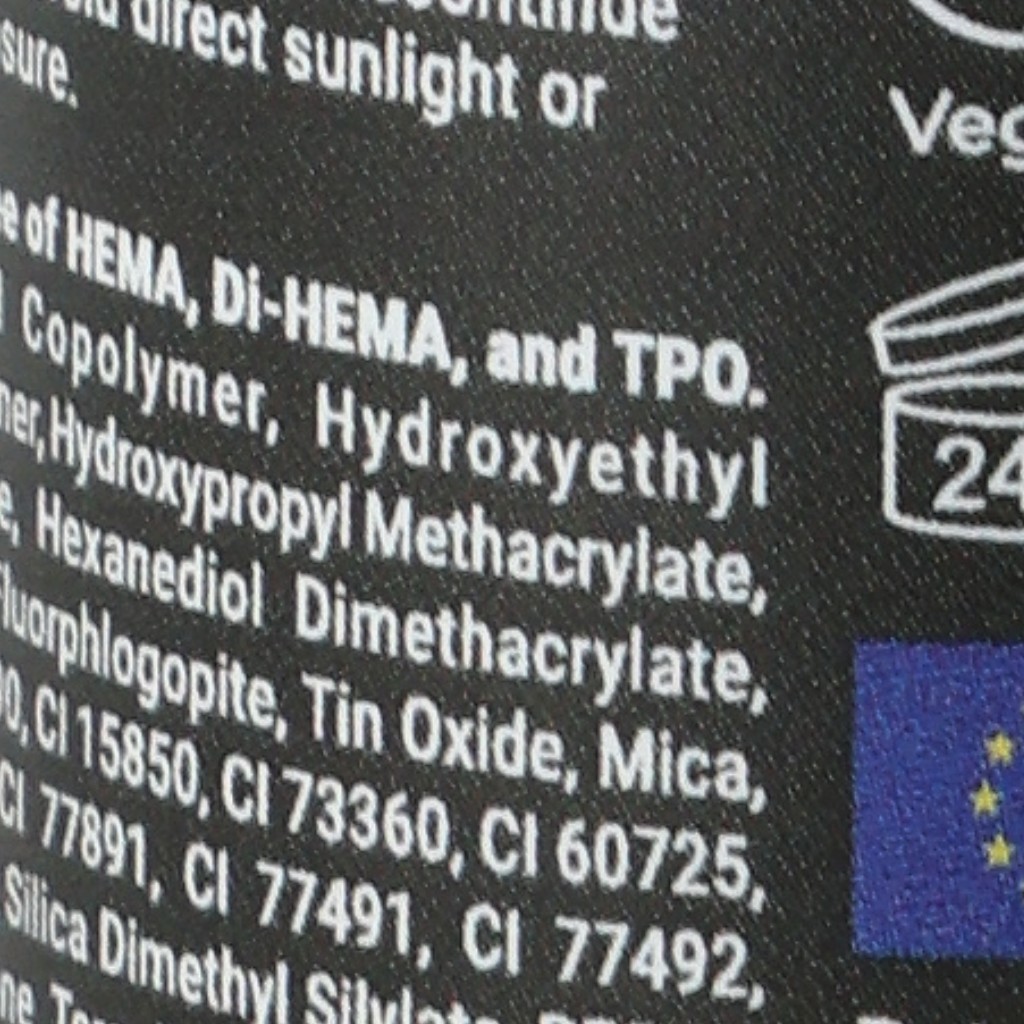 direct sunlight or
sure.
Veg
of HEMA, Di-HEMA, and TPO.
Copolymer, Hydroxyethyl
24
Hydroxypropyl Methacrylate,
Hexanediol Dimethacrylate,
luorphlogopite, Tin Oxide, Mica,
CI 15850, CI 73360, CI 60725,
CI 77891, CI 77491, CI 77492,
Silica Dimethyl Silylate,